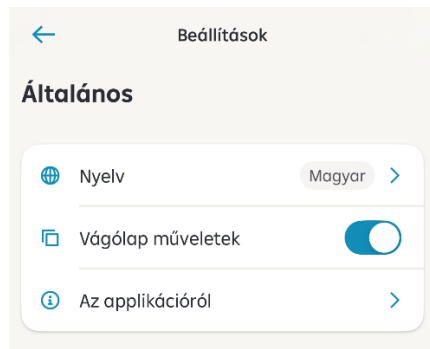 Beállítások
Általános
Nyelv Magyar
Vágólap műveletek
Az applikációról